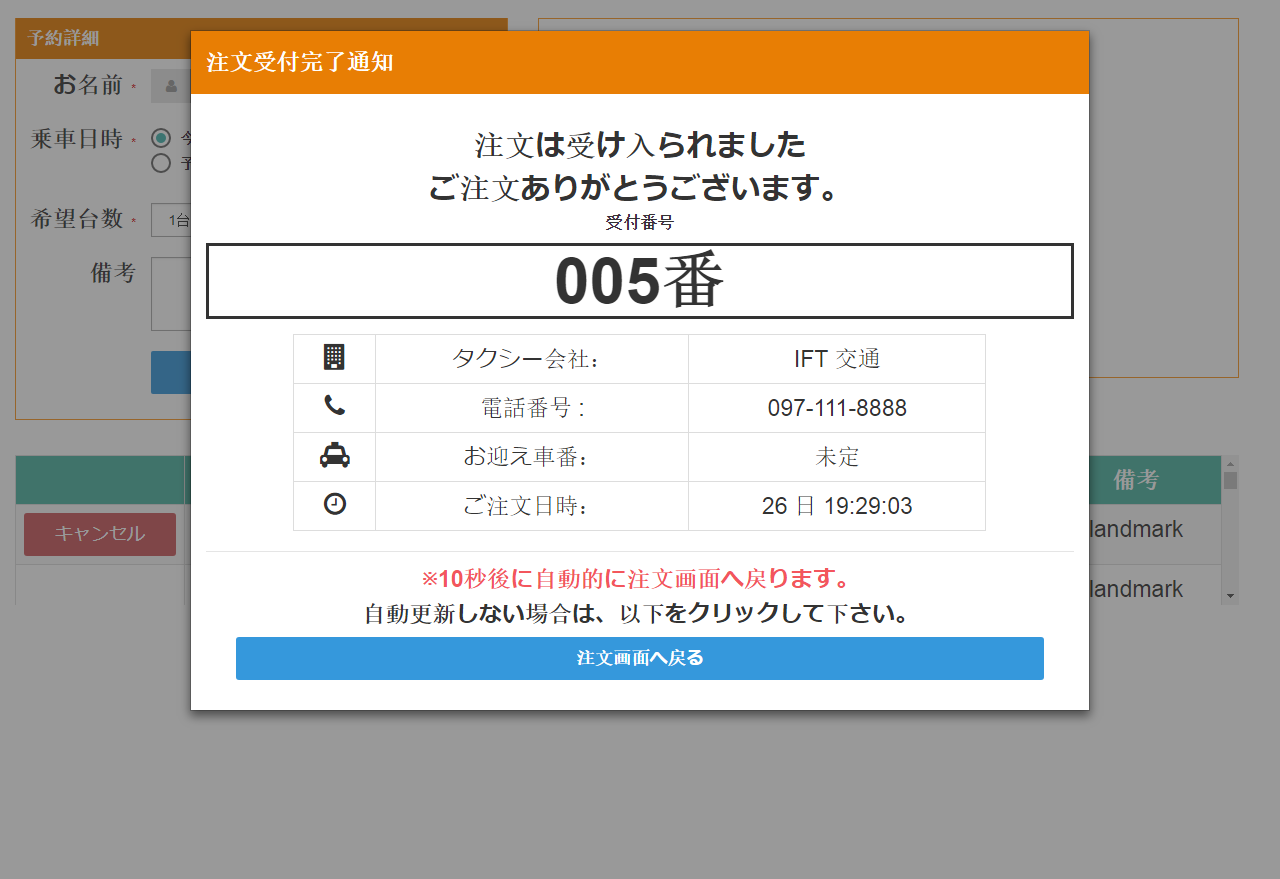 予約詳細
注文受付完了通知
お名前 *
乗車日時 *
希望台数 *
1台
備考
注文は受け入られました
ご注文ありがとうございます。
受付番号
005番
タクシー会社： IFT 交通
電話番号 : 097-111-8888
お迎え車番： 未定
ご注文日時： 26 日 19:29:03
※10秒後に自動的に注文画面へ戻ります。
自動更新しない場合は、以下をクリックして下さい。
注文画面へ戻る
備考
キャンセル
landmark
landmark